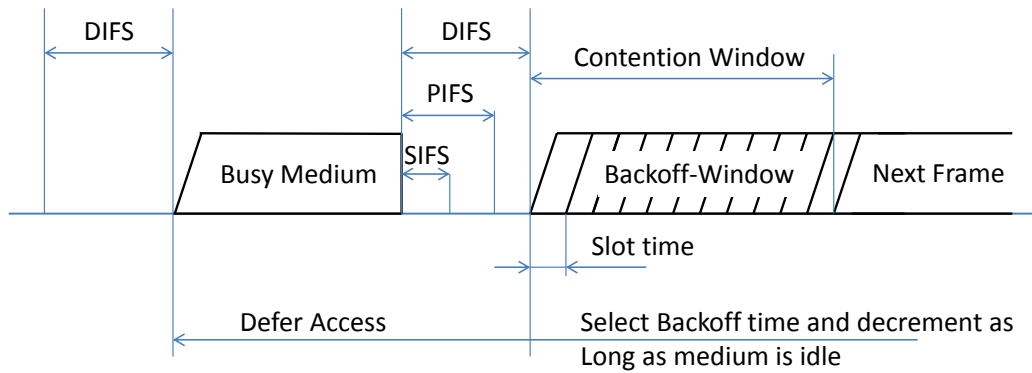 DIFS
DIFS
Contention Window
PIFS
SIFS
Busy Medium
Backoff-Window
Next Frame
Slot time
Defer Access
Select Backoff time and decrement as
Long as medium is idle